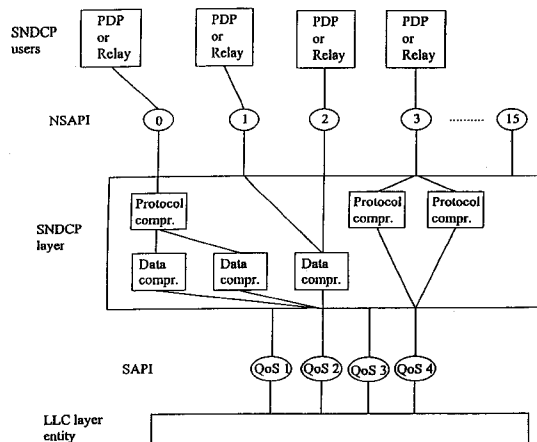 SNDCP
users
PDP
or
Relay
PDP
or
Relay
PDP
or
Relay
PDP
or
Relay
NSAPI
0
1
2
3
..........
15
SNDCP
layer
Protocol
compr.
Protocol
compr.
Protocol
compr.
Data
compr.
Data
compr.
Data
compr.
SAPI
QoS 1
QoS 2
QoS 3
QoS 4
LLC layer
entity